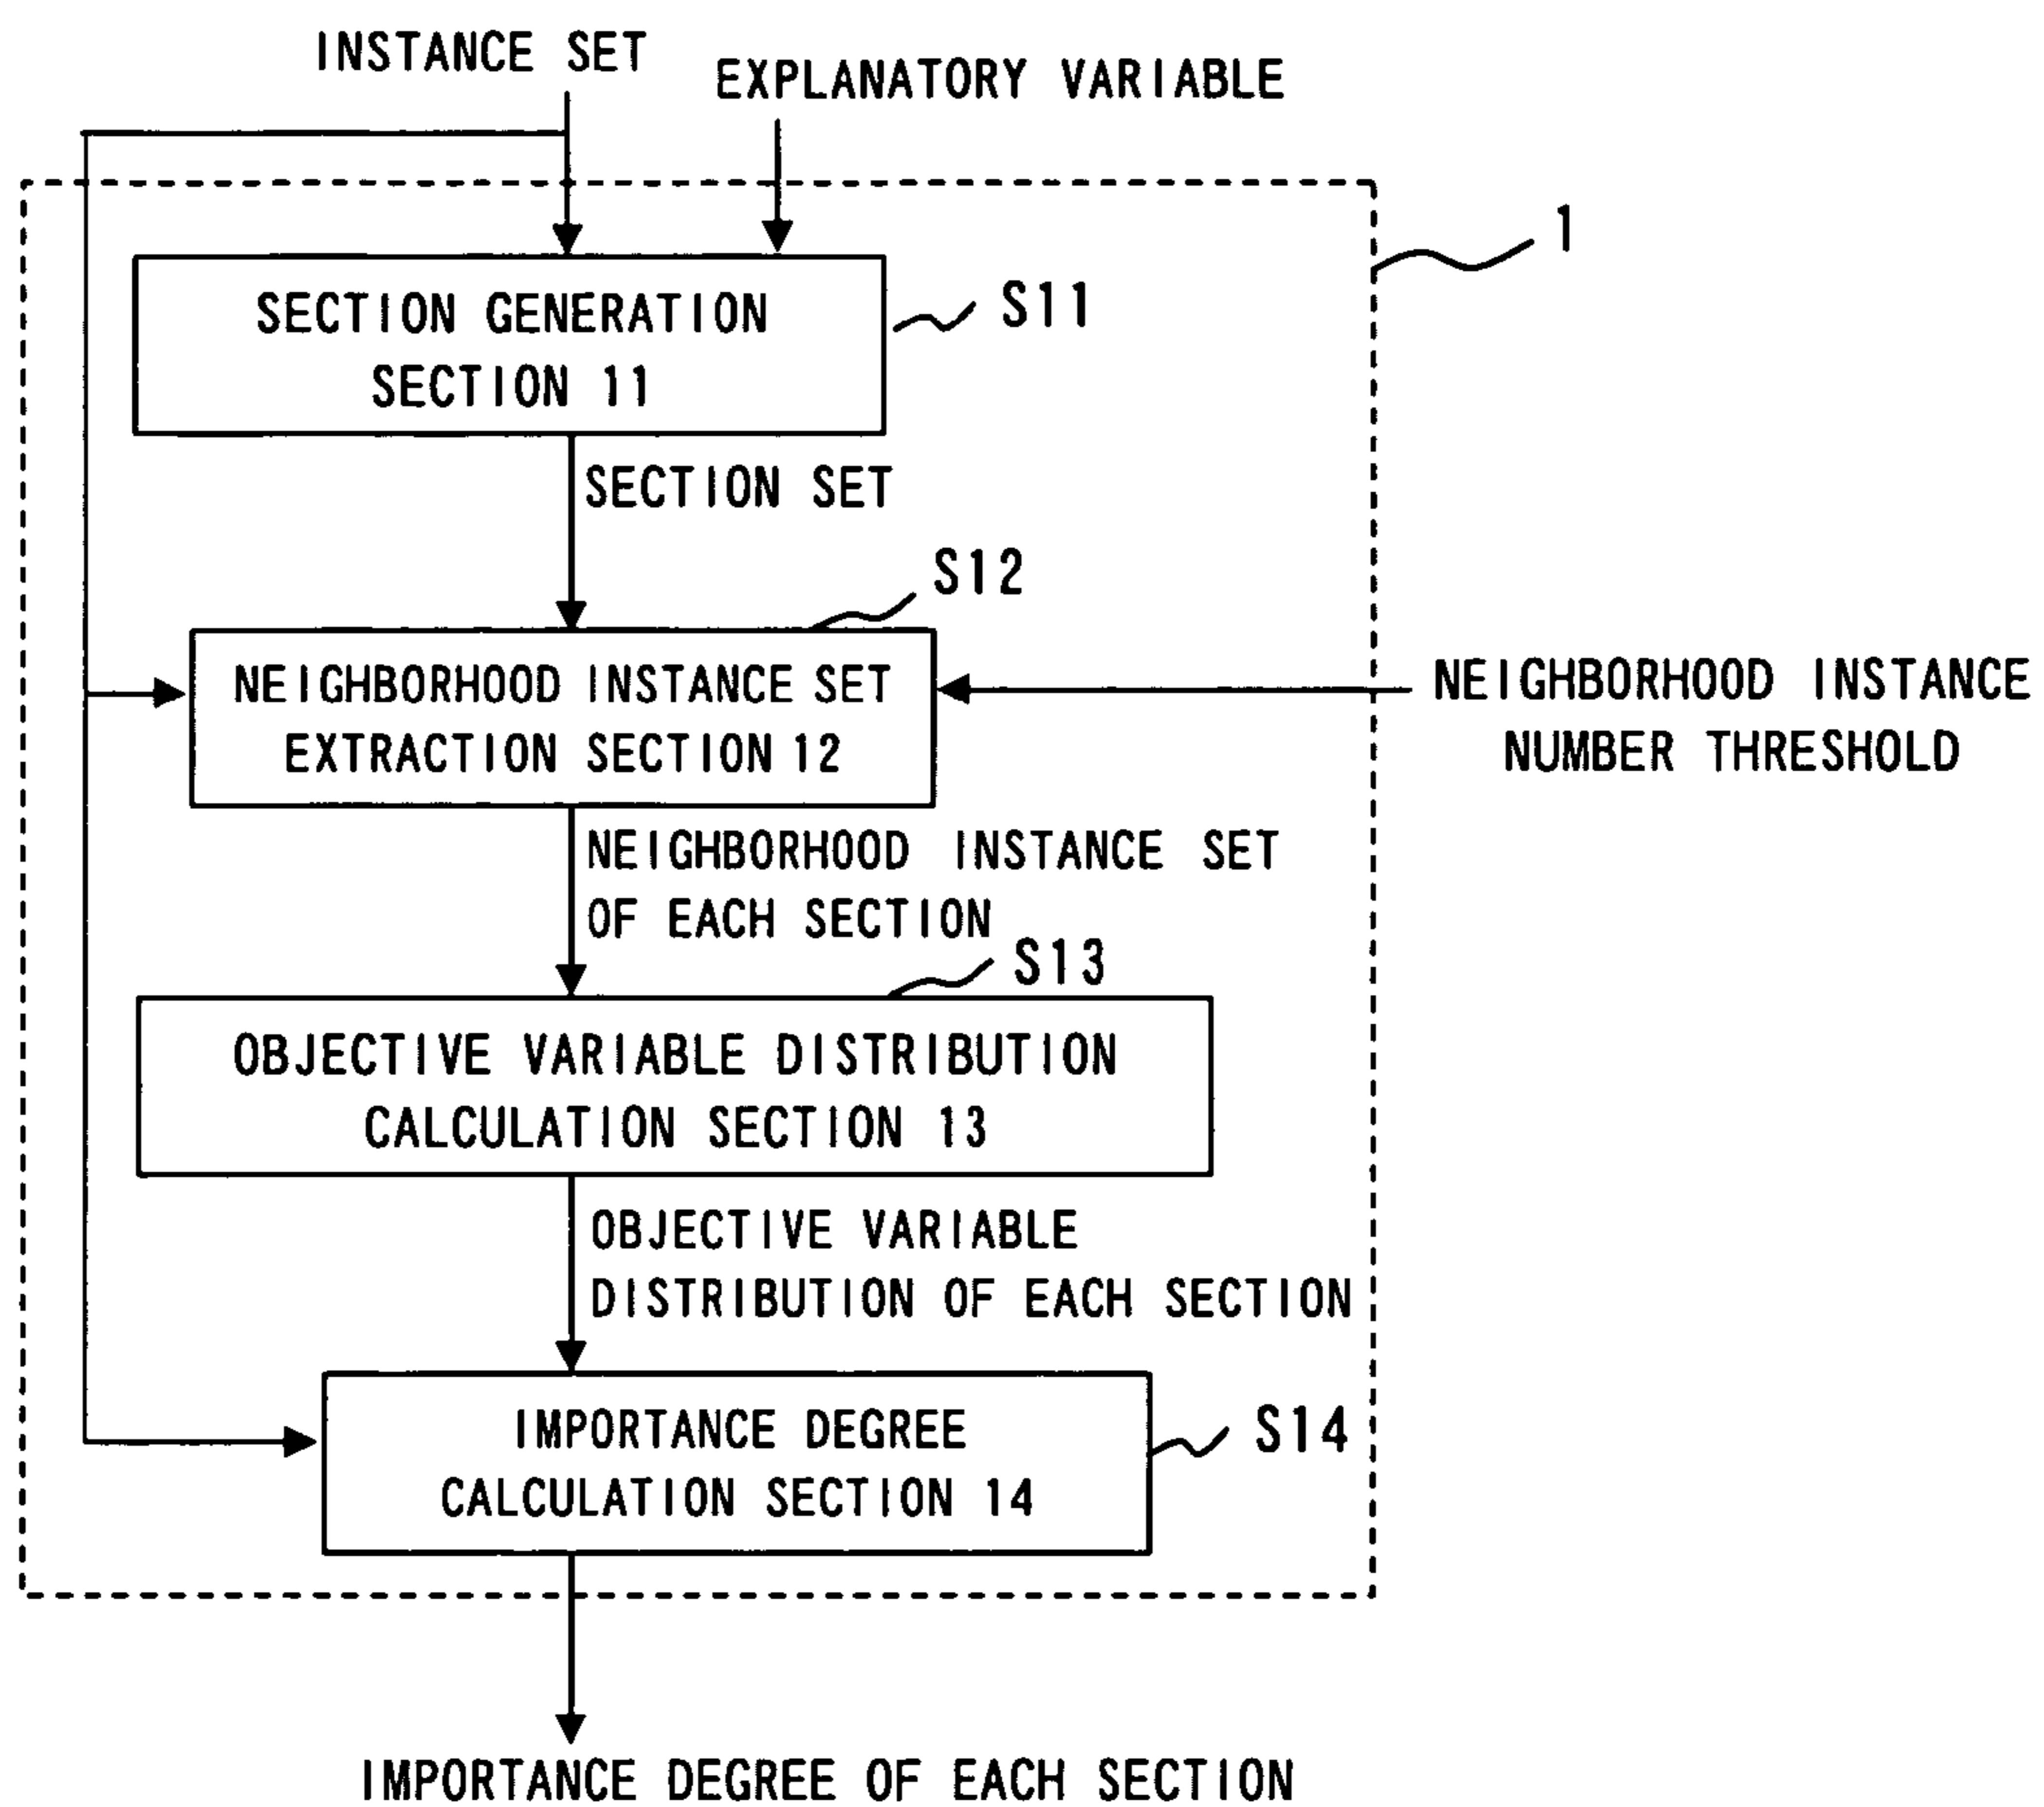 INSTANCE SET
EXPLANATORY VARIABLE
1
SECTION GENERATION
SECTION 11
S11
SECTION SET
S12
NEIGHBORHOOD INSTANCE SET
EXTRACTION SECTION 12
NEIGHBORHOOD INSTANCE
NUMBER THRESHOLD
NEIGHBORHOOD INSTANCE SET
OF EACH SECTION
S13
OBJECTIVE VARIABLE DISTRIBUTION
CALCULATION SECTION 13
OBJECTIVE VARIABLE
DISTRIBUTION OF EACH SECTION
IMPORTANCE DEGREE
CALCULATION SECTION 14
S14
IMPORTANCE DEGREE OF EACH SECTION